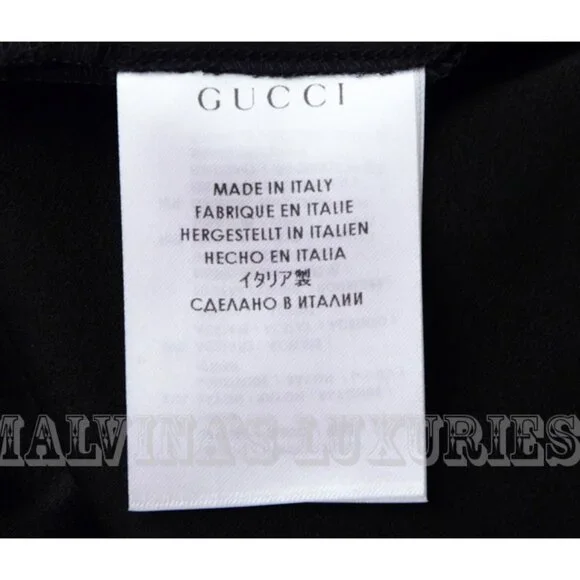 GUCCI
MADE IN ITALY
FABRIQUE EN ITALIE
HERGESTELLT IN ITALIEN
HECHO EN ITALIA
イタリア製
СДЕЛАНО В ИТАЛИИ
MALVINA'S LUXURIES